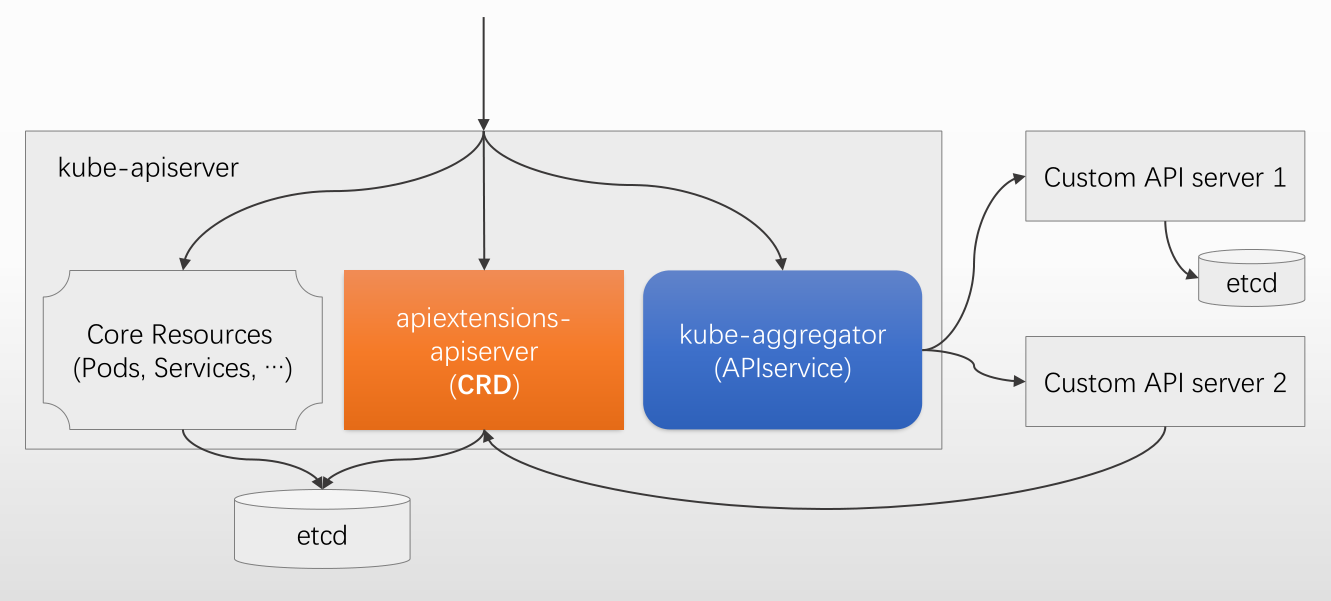 kube-apiserver
Custom API server 1
etcd
Core Resources
(Pods, Services, ···)
apiextensions-
apiserver
(CRD)
kube-aggregator
(APIservice)
Custom API server 2
etcd